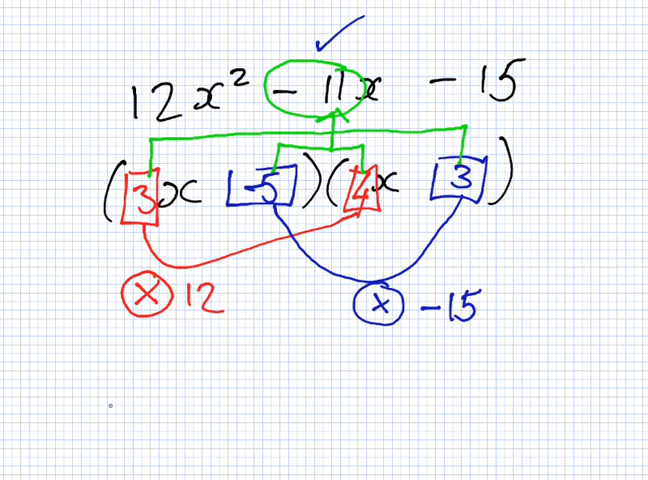 12x² - 11x - 15
(3x -5)(4x 3)
× 12 × -15